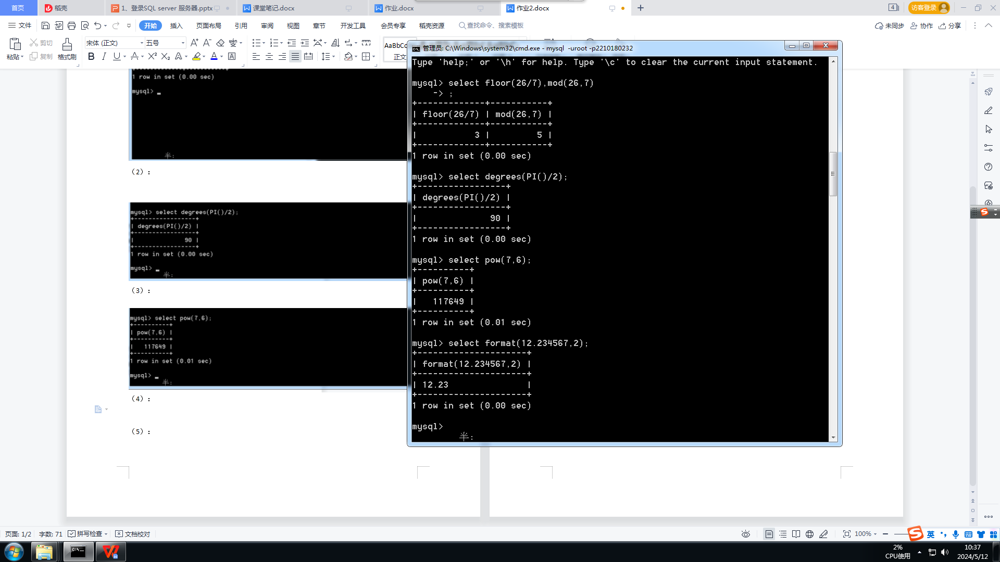 首页
稻壳
1、登录SQL server 服务器.pptx
课堂笔记.docx
作业.docx
作业2.docx
4
访客登录
文件
开始
插入
页面布局
引用
审阅
视图
章节
开发工具
会员专享
稻壳资源
查找命令、搜索模板
未同步
协作
分享
粘贴
剪切
复制
格式刷
宋体 (正文)
五号
AaBbCc
正文
1 row in set (0.00 sec)
mysql>
半:
（2）:
mysql> select degrees(PI()/2);
+-----------------+
| degrees(PI()/2) |
+-----------------+
|              90 |
+-----------------+
1 row in set (0.00 sec)
mysql>
半:
（3）:
mysql> select pow(7,6);
+----------+
| pow(7,6) |
+----------+
|   117649 |
+----------+
1 row in set (0.01 sec)
mysql>
半:
（4）:
（5）:
管理员: C:\Windows\system32\cmd.exe - mysql  -uroot -p2210180232
Type 'help;' or '\h' for help. Type '\c' to clear the current input statement.
mysql> select floor(26/7),mod(26,7)
    -> ;
+-------------+-----------+
| floor(26/7) | mod(26,7) |
+-------------+-----------+
|           3 |         5 |
+-------------+-----------+
1 row in set (0.00 sec)
mysql> select degrees(PI()/2);
+-----------------+
| degrees(PI()/2) |
+-----------------+
|              90 |
+-----------------+
1 row in set (0.00 sec)
mysql> select pow(7,6);
+----------+
| pow(7,6) |
+----------+
|   117649 |
+----------+
1 row in set (0.01 sec)
mysql> select format(12.234567,2);
+---------------------+
| format(12.234567,2) |
+---------------------+
| 12.23               |
+---------------------+
1 row in set (0.00 sec)
mysql>
半:
页面: 1/2
字数: 71
拼写检查
文档校对
100%
英
2%
CPU使用
10:37
2024/5/12